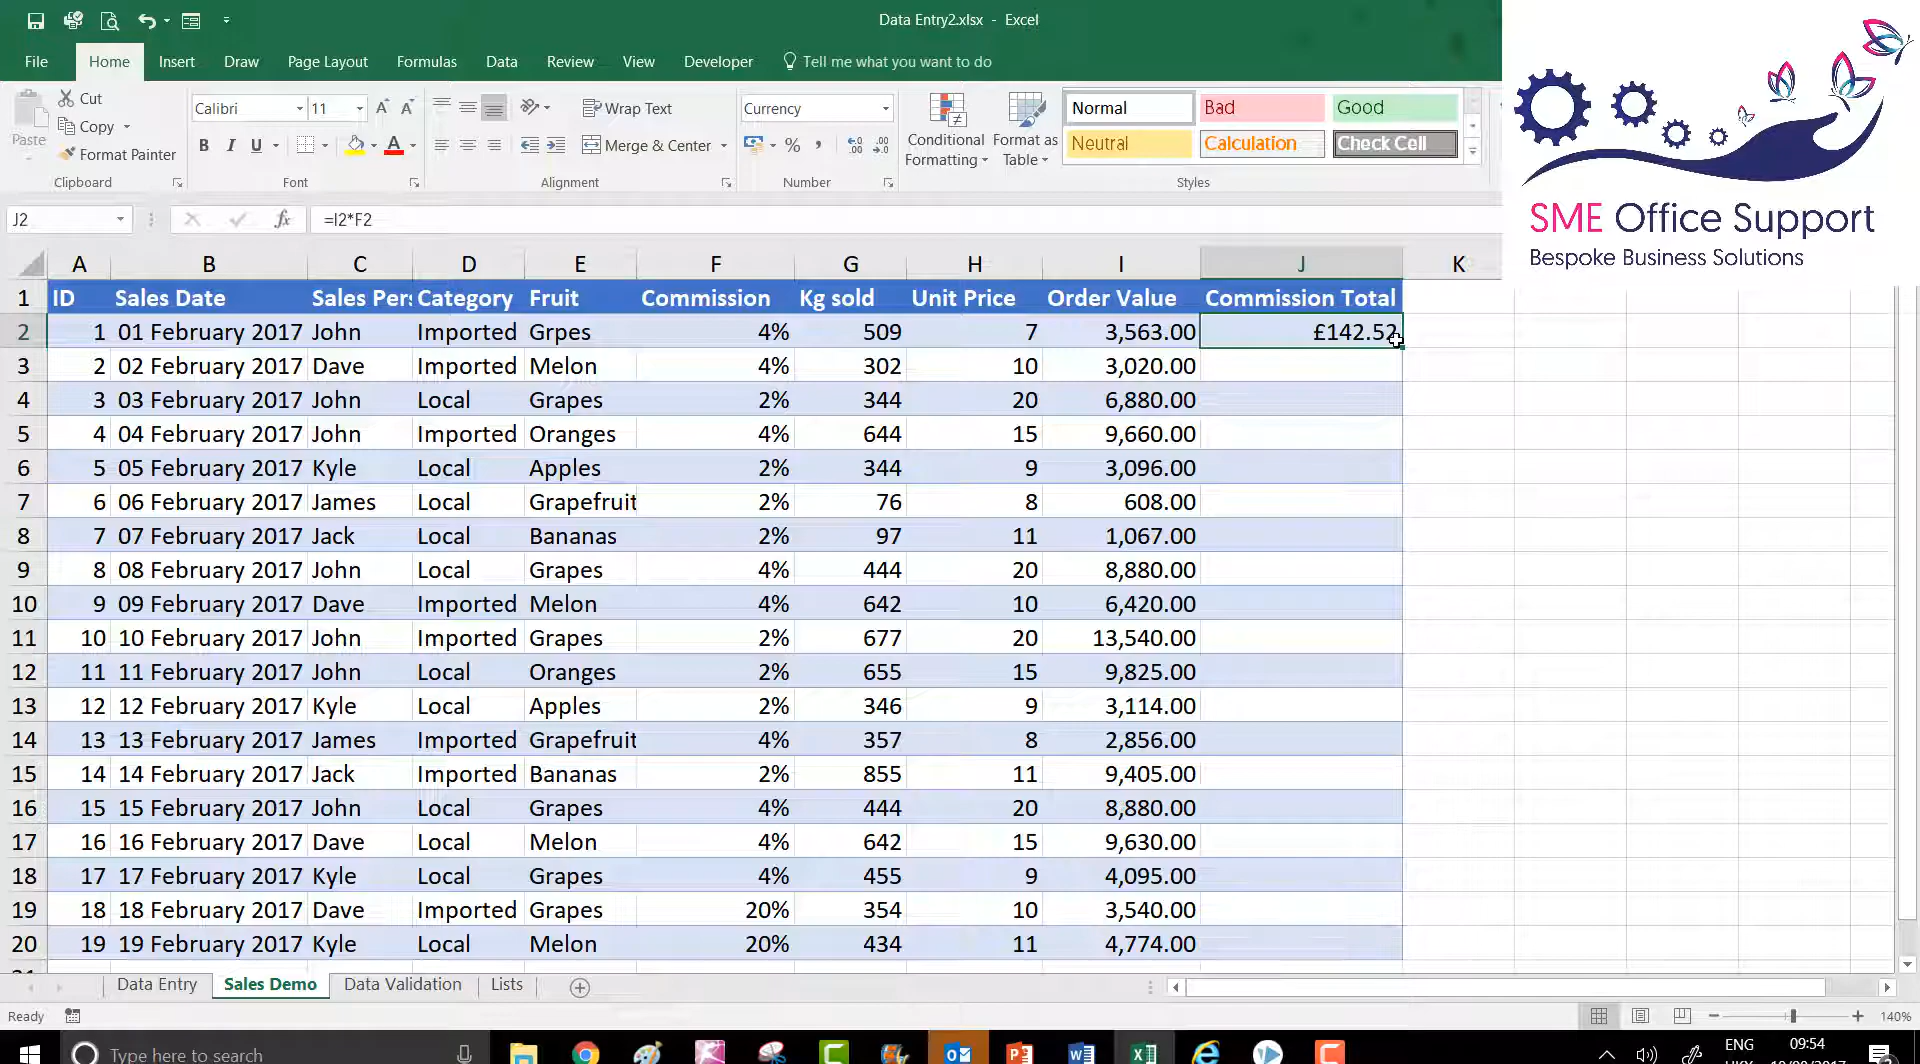 Data Entry2.xlsx - Excel
File Home Insert Draw Page Layout Formulas Data Review View Developer Tell me what you want to do
Paste Cut Copy Format Painter
Calibri 11
B I U A
Wrap Text
Merge & Center
Currency
%
Conditional Formatting
Format as Table
Normal Bad Good
Neutral Calculation Check Cell
Clipboard Font Alignment Number Styles
SME Office Support
Bespoke Business Solutions
J2 fx =I2*F2
A B C D E F G H I J K
1 ID Sales Date Sales Pers Category Fruit Commission Kg sold Unit Price Order Value Commission Total
2 1 01 February 2017 John Imported Grpes 4% 509 7 3,563.00 £142.52
3 2 02 February 2017 Dave Imported Melon 4% 302 10 3,020.00
4 3 03 February 2017 John Local Grapes 2% 344 20 6,880.00
5 4 04 February 2017 John Imported Oranges 4% 644 15 9,660.00
6 5 05 February 2017 Kyle Local Apples 2% 344 9 3,096.00
7 6 06 February 2017 James Local Grapefruit 2% 76 8 608.00
8 7 07 February 2017 Jack Local Bananas 2% 97 11 1,067.00
9 8 08 February 2017 John Local Grapes 4% 444 20 8,880.00
10 9 09 February 2017 Dave Imported Melon 4% 642 10 6,420.00
11 10 10 February 2017 John Imported Grapes 2% 677 20 13,540.00
12 11 11 February 2017 John Local Oranges 2% 655 15 9,825.00
13 12 12 February 2017 Kyle Local Apples 2% 346 9 3,114.00
14 13 13 February 2017 James Imported Grapefruit 4% 357 8 2,856.00
15 14 14 February 2017 Jack Imported Bananas 2% 855 11 9,405.00
16 15 15 February 2017 John Local Grapes 4% 444 20 8,880.00
17 16 16 February 2017 Dave Local Melon 4% 642 15 9,630.00
18 17 17 February 2017 Kyle Local Grapes 4% 455 9 4,095.00
19 18 18 February 2017 Dave Imported Grapes 20% 354 10 3,540.00
20 19 19 February 2017 Kyle Local Melon 20% 434 11 4,774.00
Data Entry Sales Demo Data Validation Lists
Ready 140%
Type here to search
ENG 09:54